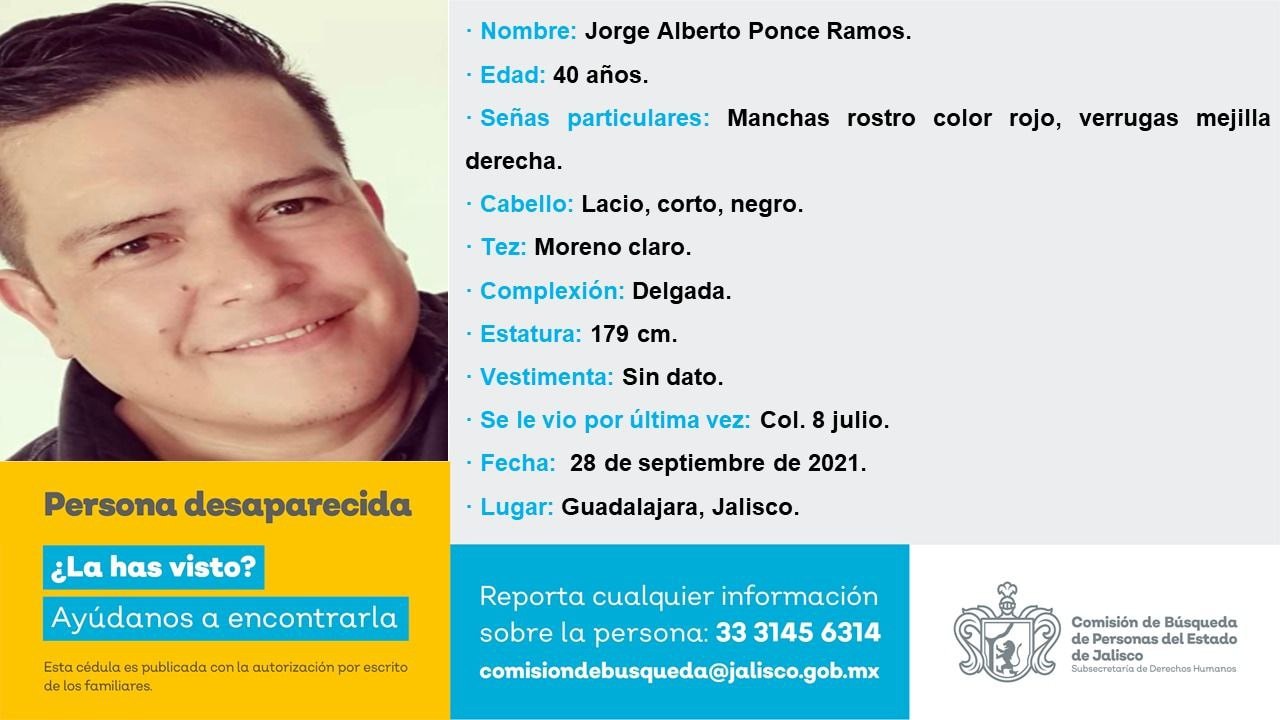 · Nombre: Jorge Alberto Ponce Ramos.
· Edad: 40 años.
· Señas particulares: Manchas rostro color rojo, verrugas mejilla
derecha.
· Cabello: Lacio, corto, negro.
· Tez: Moreno claro.
· Complexión: Delgada.
· Estatura: 179 cm.
· Vestimenta: Sin dato.
· Se le vio por última vez: Col. 8 julio.
· Fecha: 28 de septiembre de 2021.
· Lugar: Guadalajara, Jalisco.
Persona desaparecida
¿La has visto?
Ayúdanos a encontrarla
Esta cédula es publicada con la autorización por escrito
de los familiares.
Reporta cualquier información
sobre la persona: 33 3145 6314
comisiondebusqueda@jalisco.gob.mx
Comisión de Búsqueda
de Personas del Estado
de Jalisco
Subsecretaría de Derechos Humanos